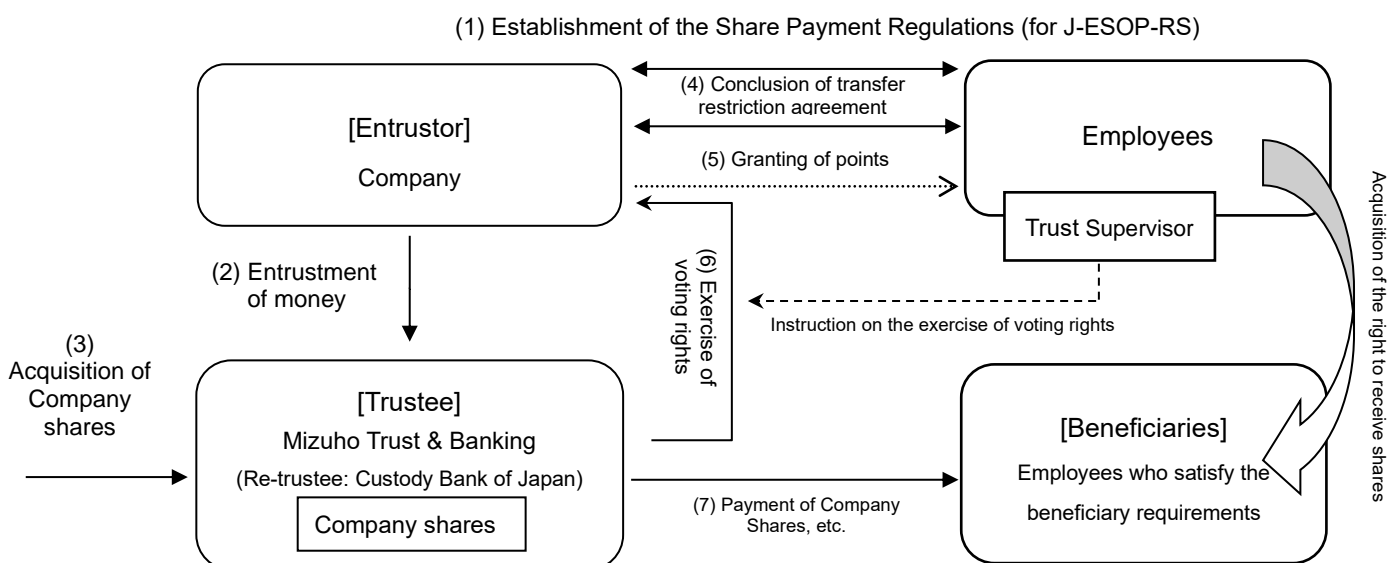 (1) Establishment of the Share Payment Regulations (for J-ESOP-RS)
[Entrustor]
Company
(4) Conclusion of transfer
restriction agreement
(5) Granting of points
Employees
Trust Supervisor
(2) Entrustment
of money
(6) Exercise of
voting rights
Instruction on the exercise of voting rights
Acquisition of the right to receive shares
(3)
Acquisition of
Company
shares
[Trustee]
Mizuho Trust & Banking
(Re-trustee: Custody Bank of Japan)
Company shares
(7) Payment of Company
Shares, etc.
[Beneficiaries]
Employees who satisfy the
beneficiary requirements